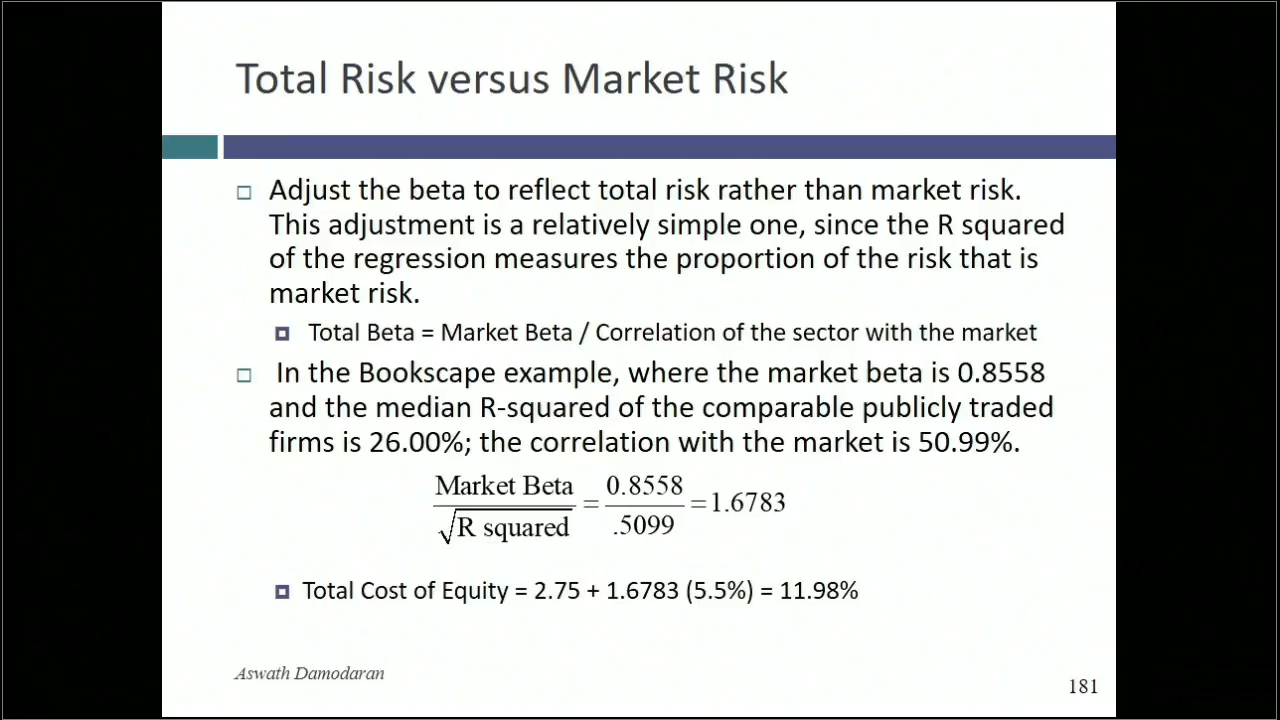 Total Risk versus Market Risk
Adjust the beta to reflect total risk rather than market risk.
This adjustment is a relatively simple one, since the R squared
of the regression measures the proportion of the risk that is
market risk.
Total Beta = Market Beta / Correlation of the sector with the market
In the Bookscape example, where the market beta is 0.8558
and the median R-squared of the comparable publicly traded
firms is 26.00%; the correlation with the market is 50.99%.
Market Beta / √R squared = 0.8558 / .5099 = 1.6783
Total Cost of Equity = 2.75 + 1.6783 (5.5%) = 11.98%
Aswath Damodaran
181